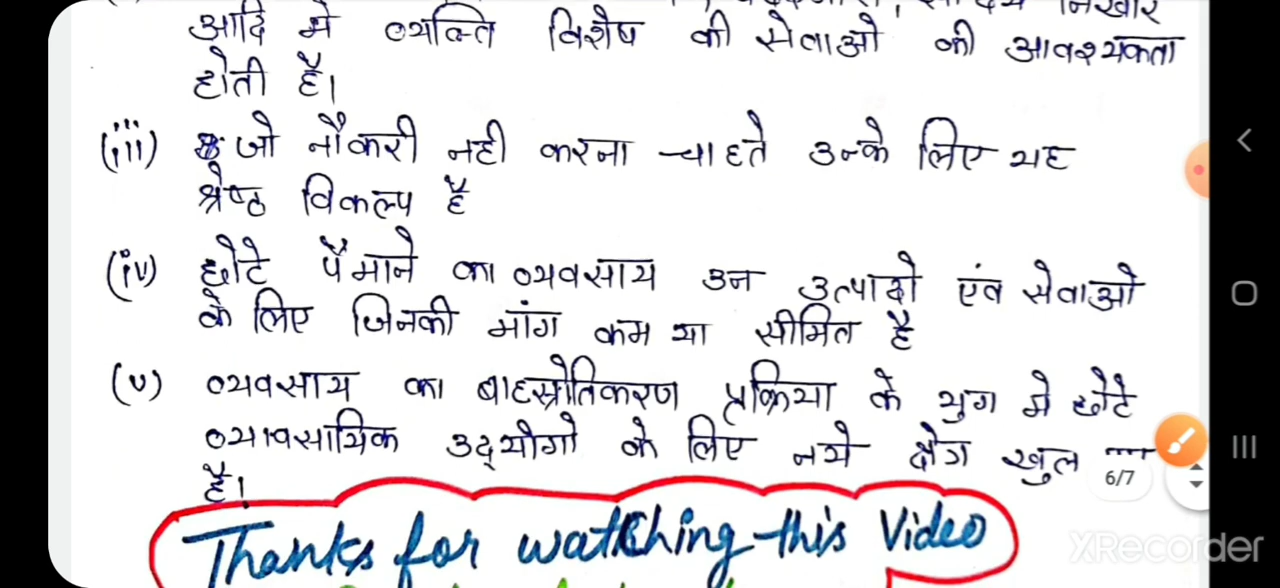 निखार
आदि मे व्यक्ति विशेष की सेवाओ की आवश्यकता
होती है।
(iii) जो नौकरी नही करना चाहते उनके लिए यह
श्रेष्ठ विकल्प है
(iv) छोटे पैमाने का व्यवसाय उन उत्पादो एंव सेवाओ
के लिए जिनकी मांग कम या सीमित है
(v) व्यवसाय का बाहस्रोतिकरण प्रक्रिया के युग मे छोटे
व्यावसायिक उद्योगो के लिए नये क्षेत्र खुल
है।
6/7
Thanks for watching this Video
XRecorder